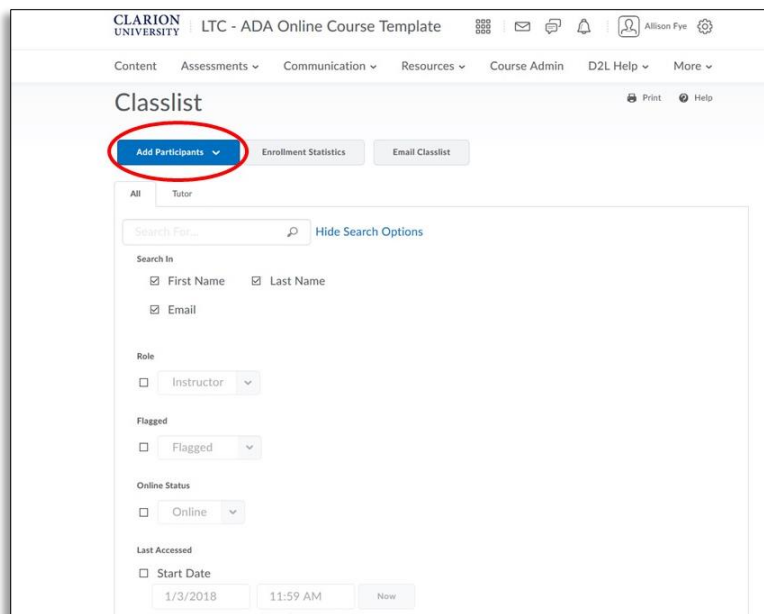 CLARION
UNIVERSITY
LTC - ADA Online Course Template
Allison Fye
Content Assessments Communication Resources Course Admin D2L Help More
Classlist
Print Help
Add Participants Enrollment Statistics Email Classlist
All Tutor
Search For...
Hide Search Options
Search In
First Name Last Name
Email
Role
Instructor
Flagged
Flagged
Online Status
Online
Last Accessed
Start Date
1/3/2018 11:59 AM Now